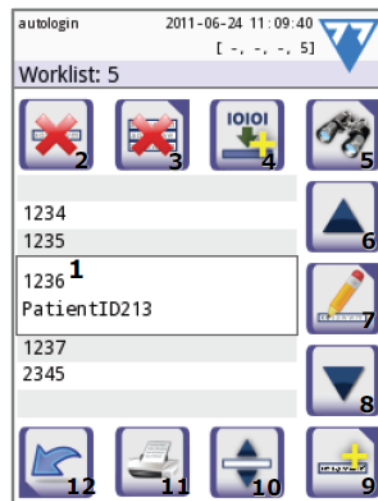 autologin 2011-06-24 11:09:40
[ -, -, -, 5]
77
Worklist: 5
2 3 IOIOI 4 5
1234
6
1235
1236 1
PatientID213
7
1237
2345
8
12 11 10 9